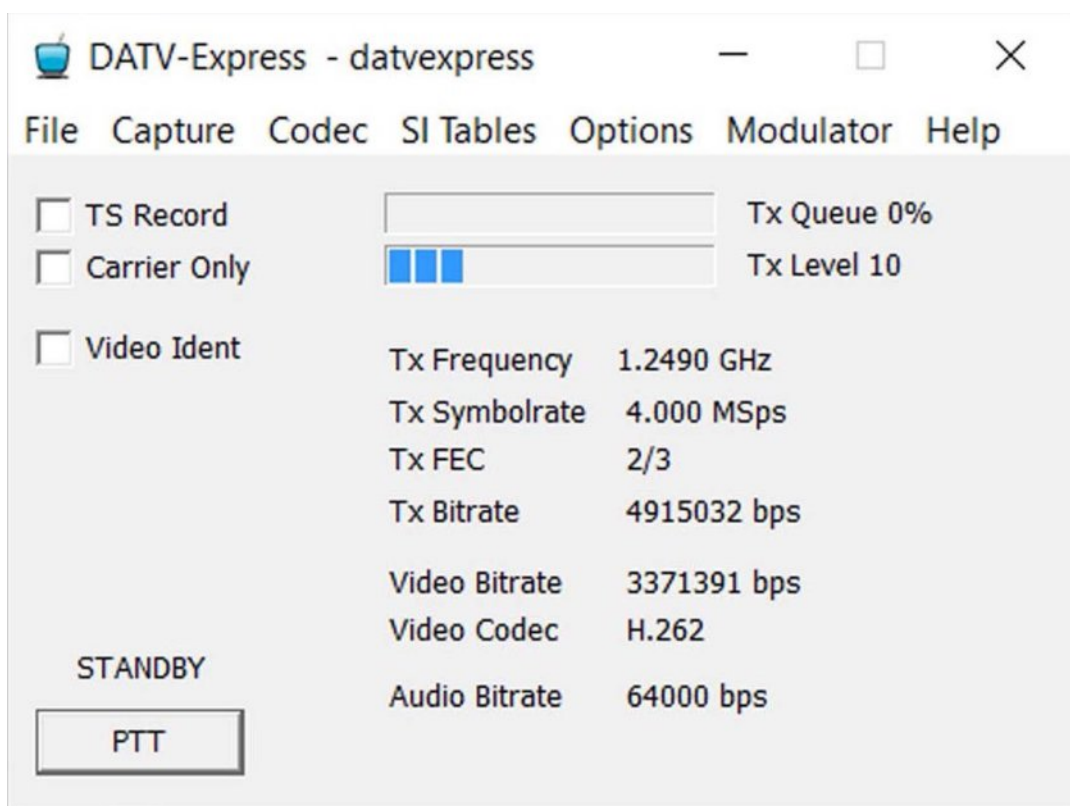 DATV-Express - datvexpress
File Capture Codec SI Tables Options Modulator Help
TS Record Tx Queue 0%
Carrier Only Tx Level 10
Video Ident
Tx Frequency 1.2490 GHz
Tx Symbolrate 4.000 MSps
Tx FEC 2/3
Tx Bitrate 4915032 bps
Video Bitrate 3371391 bps
Video Codec H.262
STANDBY
Audio Bitrate 64000 bps
PTT